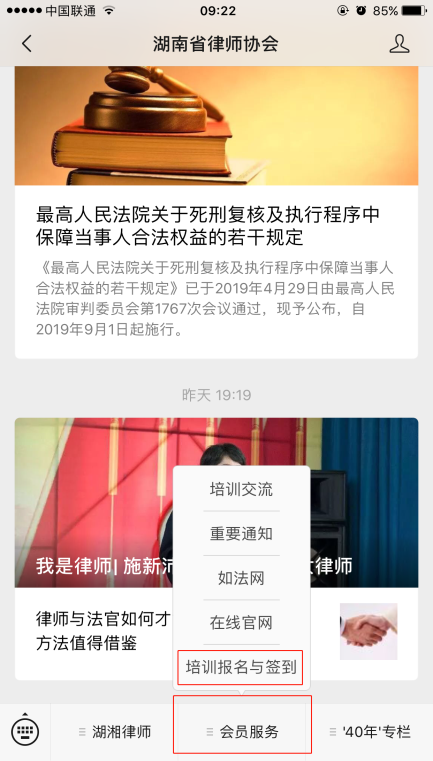 中国联通 09:22 85%
湖南省律师协会
最高人民法院关于死刑复核及执行程序中
保障当事人合法权益的若干规定
《最高人民法院关于死刑复核及执行程序中保障当事人
合法权益的若干规定》已于2019年4月29日由最高人民
法院审判委员会第1767次会议通过，现予公布，自
2019年9月1日起施行。
昨天 19:19
我是律师| 施新
律师
律师与法官如何才
方法值得借鉴
培训交流
重要通知
如法网
在线官网
培训报名与签到
湖湘律师
会员服务
'40年'专栏